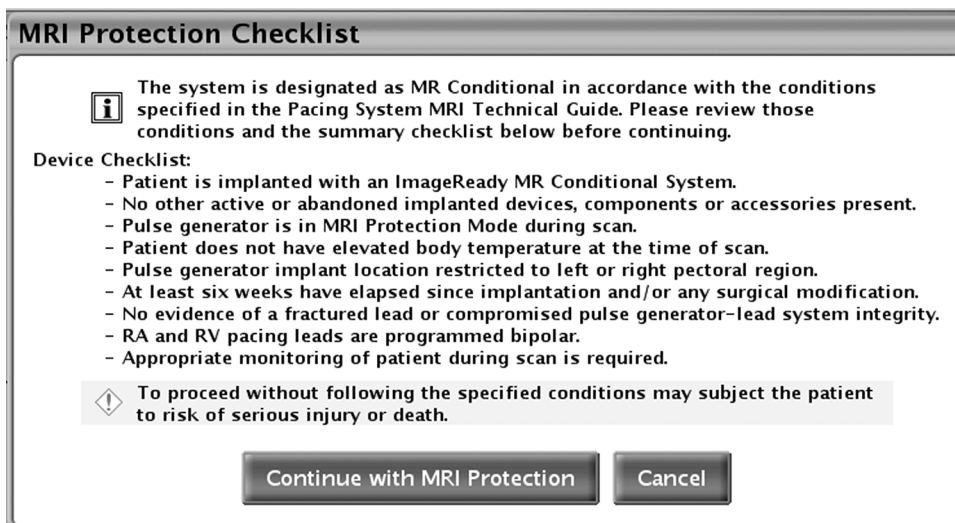 MRI Protection Checklist
The system is designated as MR Conditional in accordance with the conditions
specified in the Pacing System MRI Technical Guide. Please review those
conditions and the summary checklist below before continuing.
Device Checklist:
– Patient is implanted with an ImageReady MR Conditional System.
– No other active or abandoned implanted devices, components or accessories present.
– Pulse generator is in MRI Protection Mode during scan.
– Patient does not have elevated body temperature at the time of scan.
– Pulse generator implant location restricted to left or right pectoral region.
– At least six weeks have elapsed since implantation and/or any surgical modification.
– No evidence of a fractured lead or compromised pulse generator–lead system integrity.
– RA and RV pacing leads are programmed bipolar.
– Appropriate monitoring of patient during scan is required.
To proceed without following the specified conditions may subject the patient
to risk of serious injury or death.
Continue with MRI Protection Cancel